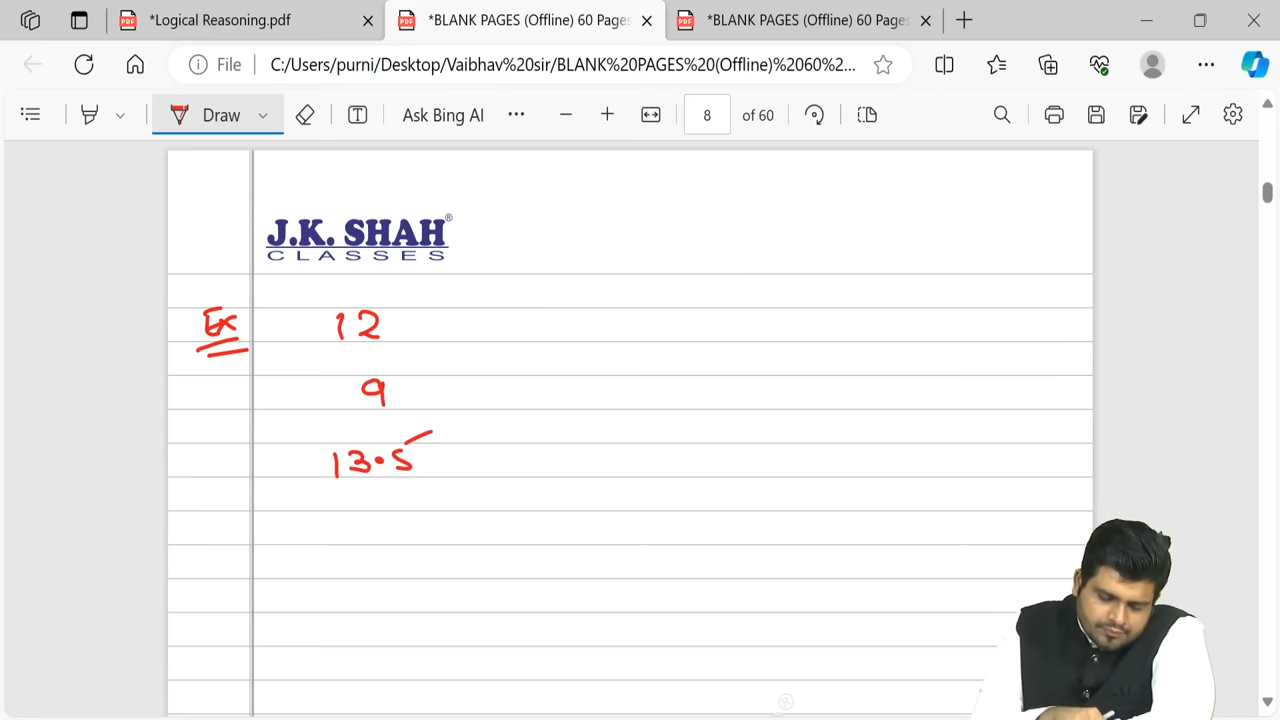 *Logical Reasoning.pdf
*BLANK PAGES (Offline) 60 Pages
*BLANK PAGES (Offline) 60 Pages
File
C:/Users/purni/Desktop/Vaibhav%20sir/BLANK%20PAGES%20(Offline)%2060%2...
Draw
Ask Bing AI
8 of 60
J.K. SHAH®
CLASSES
Ex 12
9
13.5